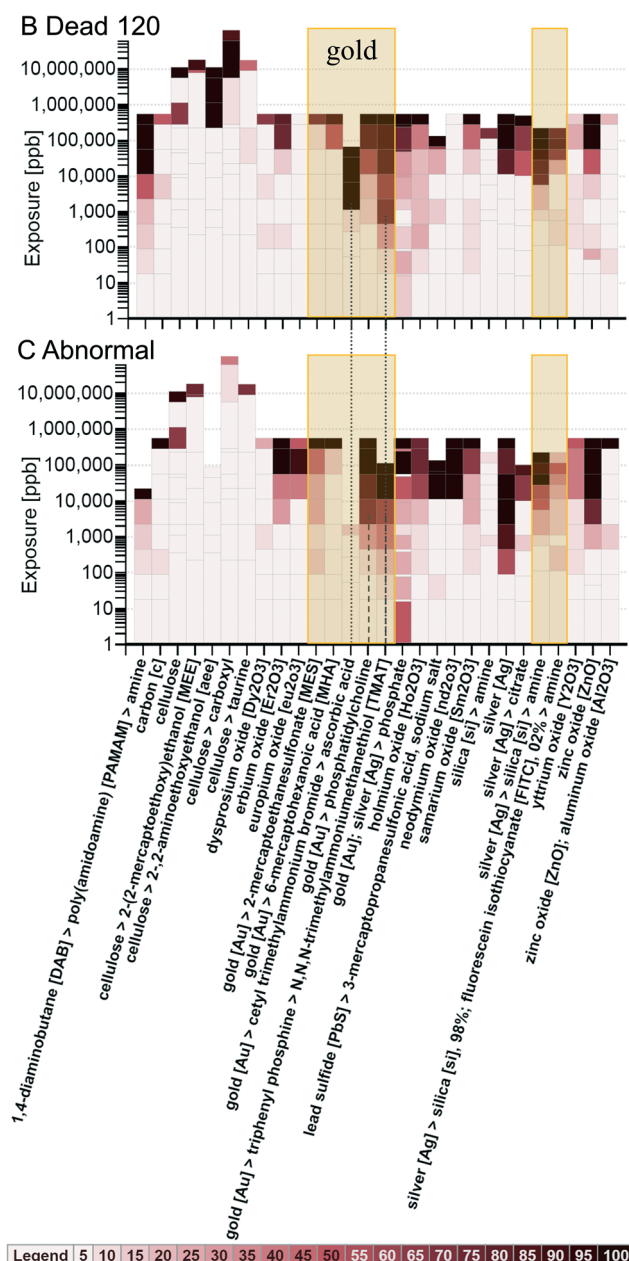 B Dead 120
gold
10,000,000
1,000,000
100,000
10,000
1,000
100
1
Exposure [ppb]
C Abnormal
10,000,000
1,000,000
100,000
10,000
1,000
100
1
Exposure [ppb]
1,4-diaminobutane [DAB] > poly(amidoamine) [PAMAM] > amine
carbon [c]
cellulose
cellulose > 2-(2-mercaptoethoxy)ethanol [MEE]
cellulose > 2-,2-aminoethoxyethanol [aee]
cellulose > carboxyl
cellulose > taurine
dysprosium oxide [Dy2O3]
erbium oxide [Er2O3]
europium oxide [eu2o3]
gold [Au] > 2-mercaptoethanesulfonate [MES]
gold [Au] > 6-mercaptohexanoic acid [MHA]
gold [Au] > cetyl trimethylammonium bromide > ascorbic acid
gold [Au] > phosphatidylcholine
gold [Au] > triphenyl phosphine > N,N,N-trimethylammoniumethanethiol [TMAT]
gold [Au]; silver [Ag] > phosphate
holmium oxide [Ho2O3]
lead sulfide [PbS] > 3-mercaptopropanesulfonic acid, sodium salt
neodymium oxide [nd2o3]
samarium oxide [Sm2O3]
silica [si] > amine
silver [Ag]
silver [Ag] > citrate
silver [Ag] > silica [si] > amine
silver [Ag] > silica [si], 98%; fluorescein isothiocyanate [FITC], 02% > amine
yttrium oxide [Y2O3]
zinc oxide [ZnO]
zinc oxide [ZnO]; aluminum oxide [Al2O3]
Legend 5 10 15 20 25 30 35 40 45 50 55 60 65 70 75 80 85 90 95 100